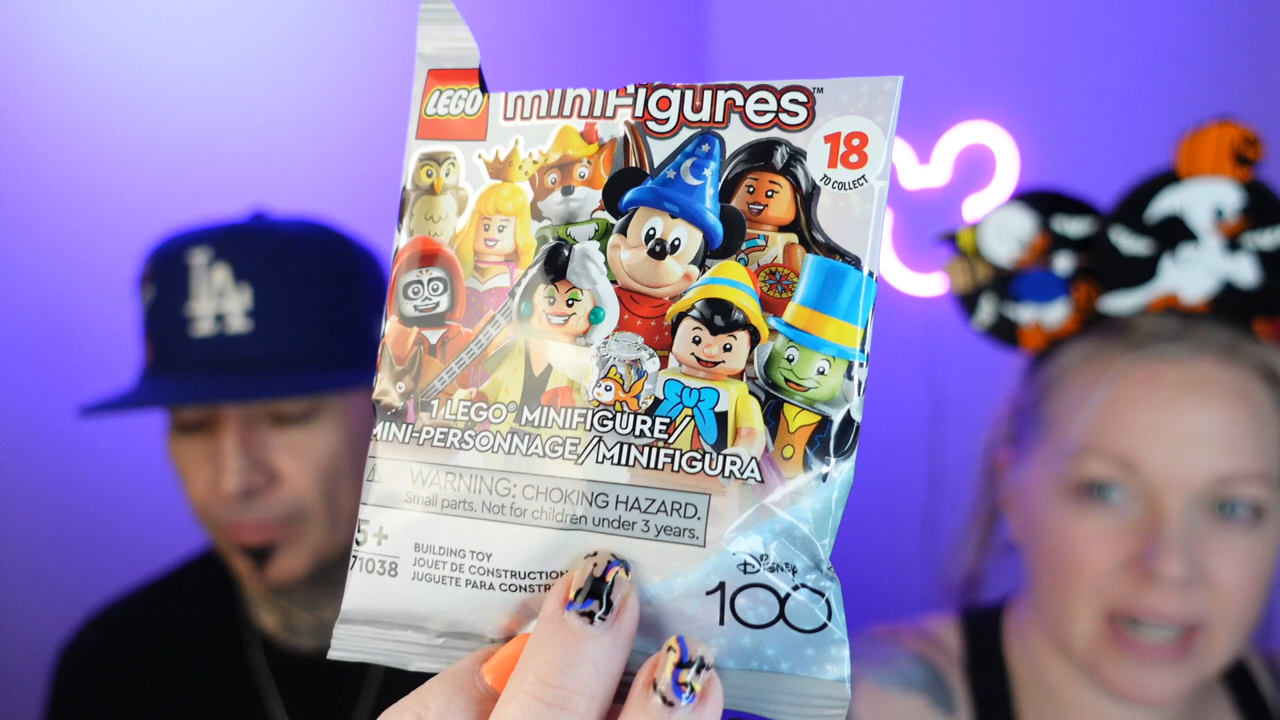 LEGO
minifigures™
18
TO COLLECT
LA
1 LEGO® MINIFIGURE/
MINI-PERSONNAGE/MINIFIGURA
WARNING: CHOKING HAZARD.
Small parts. Not for children under 3 years.
5+
71038
BUILDING TOY
JOUET DE CONSTRUCTION
JUGUETE PARA CONSTR
Disney
100